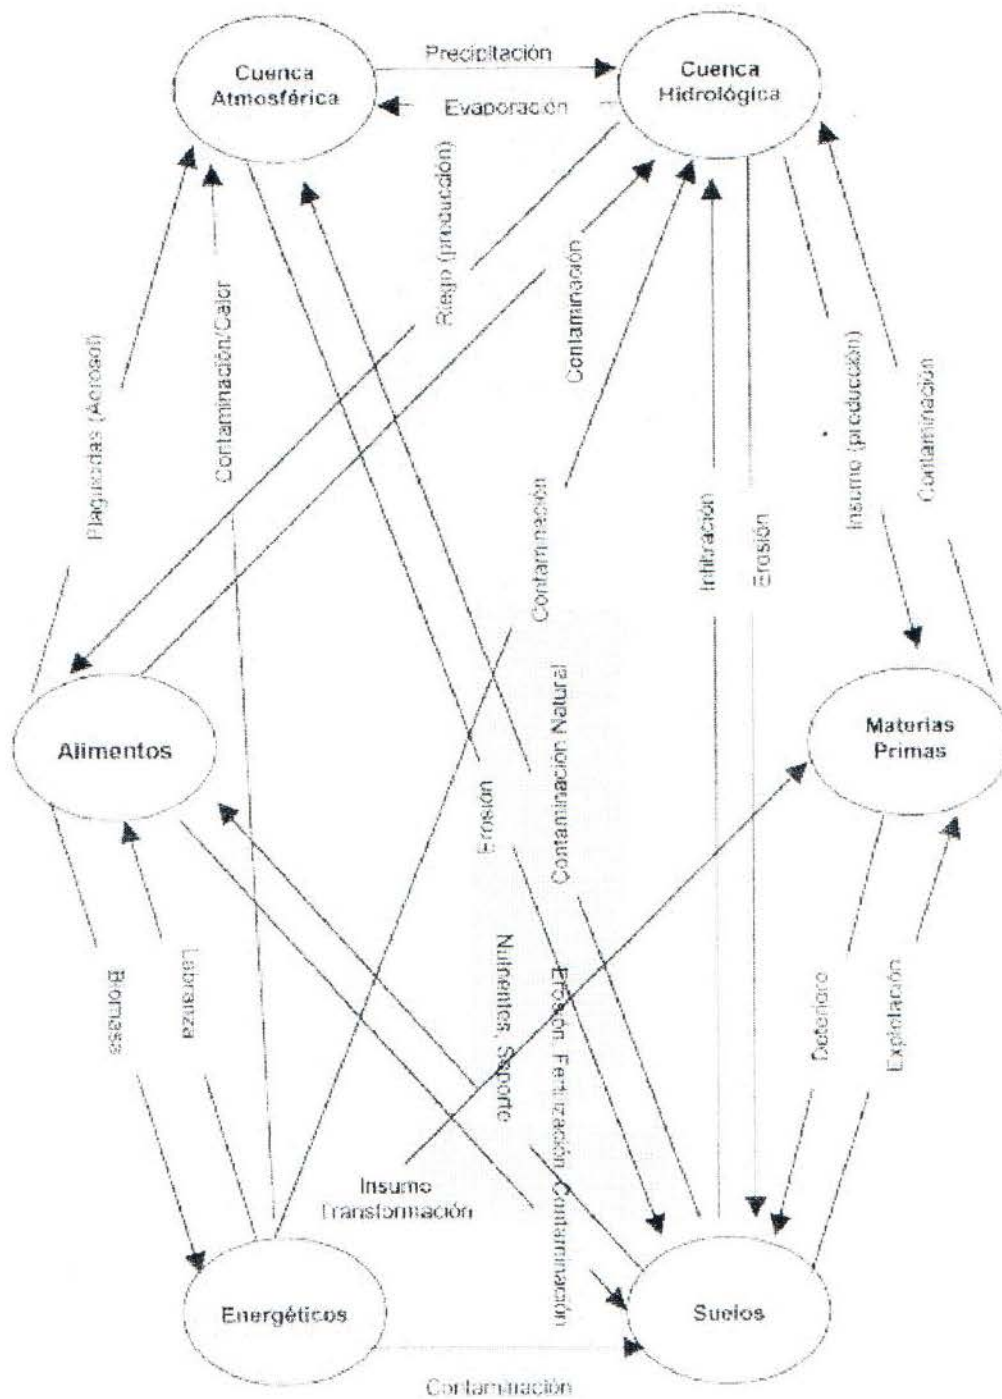 Cuenca
Atmosférica
Precipitación
Evaporación
Cuenca
Hidrológica
Riego (producción)
Contaminación
Plaguicidas (Aerosol)
Contaminación/Calor
Contaminación
Infiltración
Erosión
Insumo (producción)
Contaminación
Alimentos
Materias
Primas
Erosión
Contaminación Natural
Biomasa
Labranza
Nutrientes, Soporte
Erosión, Fertilización, Contaminación
Deterioro
Explotación
Insumo
Transformación
Energéticos
Suelos
Contaminación